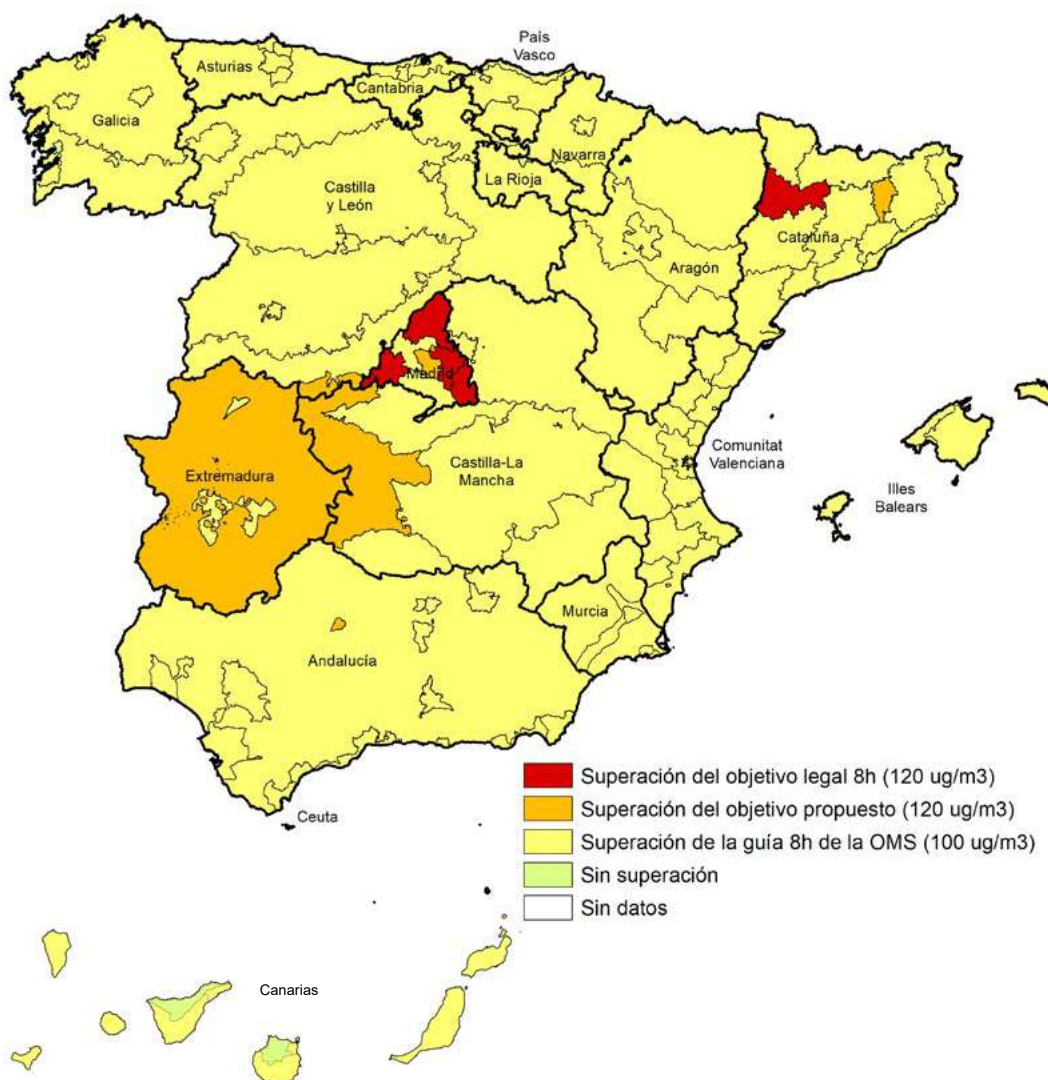 País
Vasco
Asturias
Cantabria
Galicia
Navarra
La Rioja
Castilla
y León
Cataluña
Aragón
Madrid
Comunitat
Valenciana
Castilla-La
Mancha
Extremadura
Illes
Balears
Murcia
Andalucía
Superación del objetivo legal 8h (120 ug/m3)
Superación del objetivo propuesto (120 ug/m3)
Ceuta
Superación de la guía 8h de la OMS (100 ug/m3)
Sin superación
Sin datos
Canarias